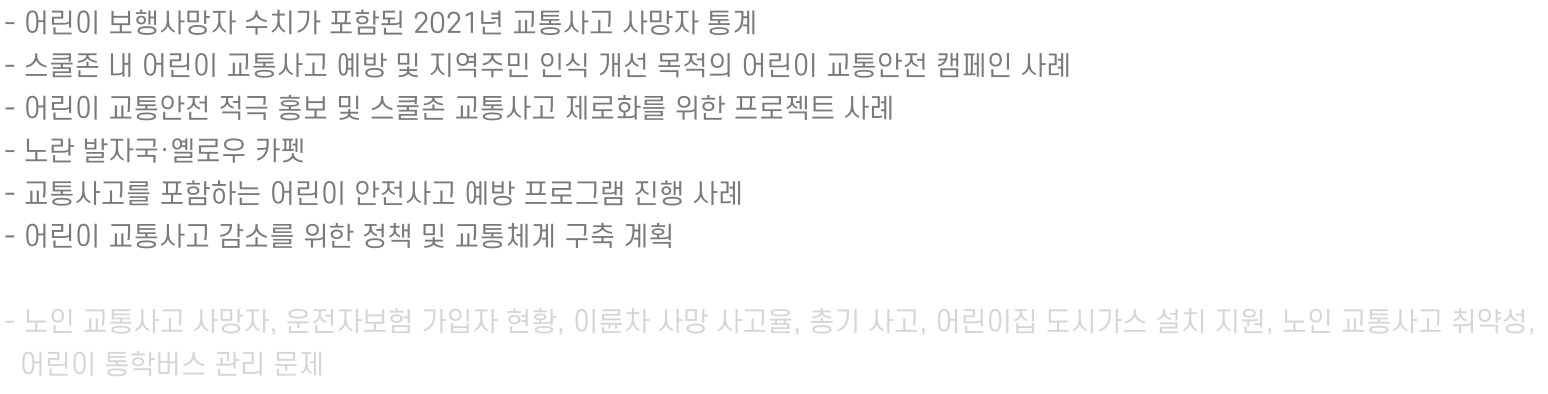 - 어린이 보행사망자 수치가 포함된 2021년 교통사고 사망자 통계
- 스쿨존 내 어린이 교통사고 예방 및 지역주민 인식 개선 목적의 어린이 교통안전 캠페인 사례
- 어린이 교통안전 적극 홍보 및 스쿨존 교통사고 제로화를 위한 프로젝트 사례
- 노란 발자국·옐로우 카펫
- 교통사고를 포함하는 어린이 안전사고 예방 프로그램 진행 사례
- 어린이 교통사고 감소를 위한 정책 및 교통체계 구축 계획
- 노인 교통사고 사망자, 운전자보험 가입자 현황, 이륜차 사망 사고율, 총기 사고, 어린이집 도시가스 설치 지원, 노인 교통사고 취약성,
어린이 통학버스 관리 문제